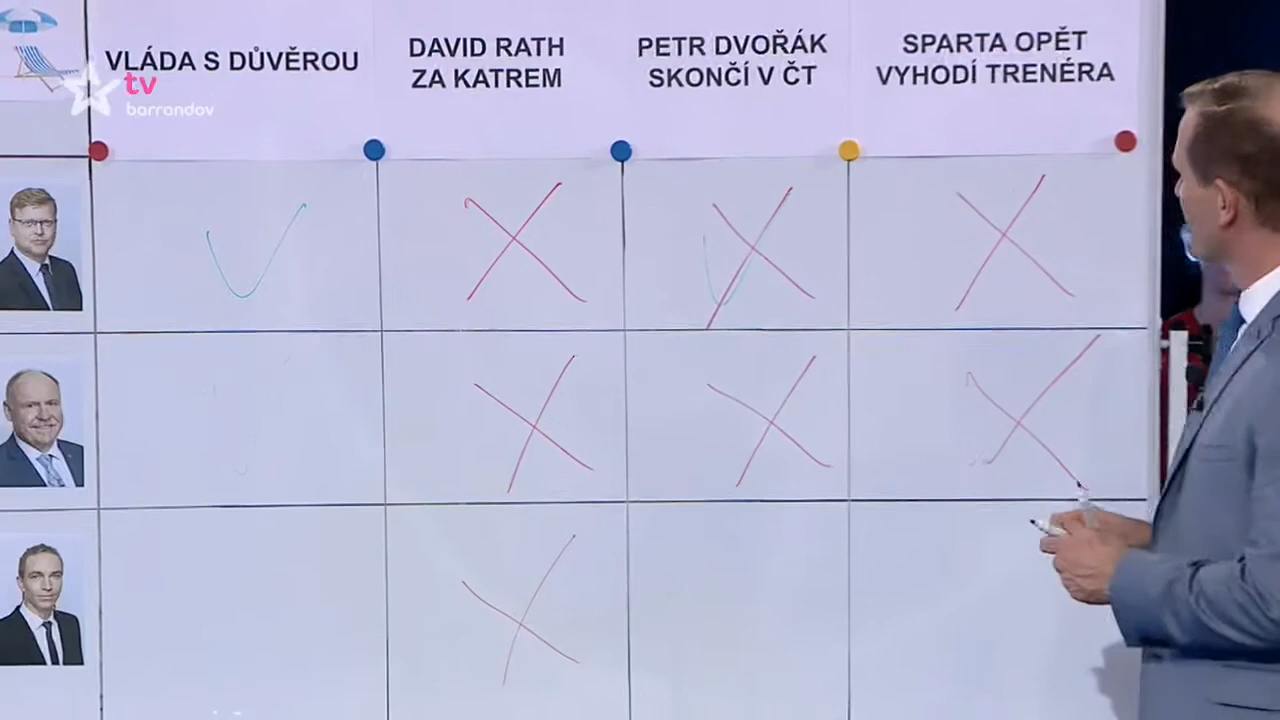 VLÁDA S DŮVĚROU
DAVID RATH
ZA KATREM
PETR DVOŘÁK
SKONČÍ V ČT
SPARTA OPĚT
VYHODÍ TRENÉRA
tv
barrandov